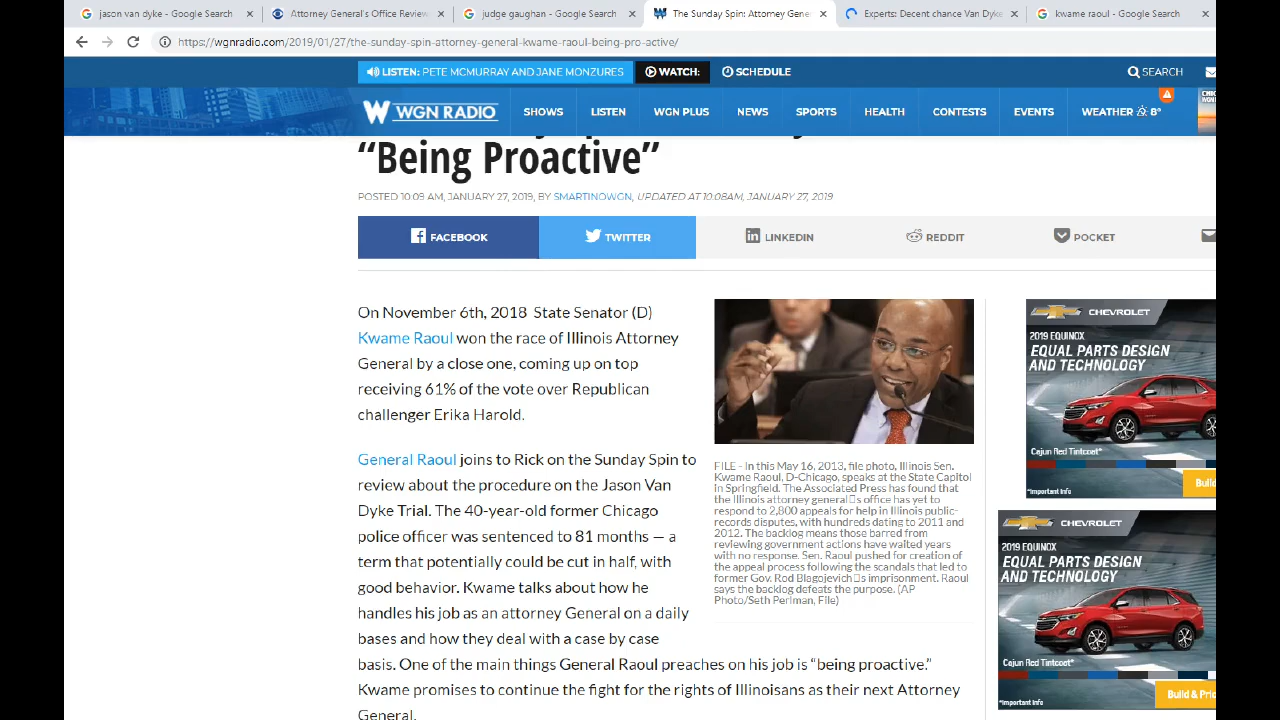 jason van dyke - Google Search
Attorney General's Office Review
judge gaughan - Google Search
The Sunday Spin: Attorney Gene
Experts: Decent chance Van Dyke
kwame raoul - Google Search
https://wgnradio.com/2019/01/27/the-sunday-spin-attorney-general-kwame-raoul-being-pro-active/
LISTEN: PETE MCMURRAY AND JANE MONZURES
WATCH:
SCHEDULE
SEARCH
WGN RADIO
SHOWS
LISTEN
WGN PLUS
NEWS
SPORTS
HEALTH
CONTESTS
EVENTS
WEATHER 8°
“Being Proactive”
POSTED 10:09 AM, JANUARY 27, 2019, BY SMARTINOWGN, UPDATED AT 10:08AM, JANUARY 27, 2019
FACEBOOK
TWITTER
LINKEDIN
REDDIT
POCKET
On November 6th, 2018 State Senator (D)
Kwame Raoul won the race of Illinois Attorney
General by a close one, coming up on top
receiving 61% of the vote over Republican
challenger Erika Harold.
General Raoul joins to Rick on the Sunday Spin to
review about the procedure on the Jason Van
Dyke Trial. The 40-year-old former Chicago
police officer was sentenced to 81 months — a
term that potentially could be cut in half, with
good behavior. Kwame talks about how he
handles his job as an attorney General on a daily
bases and how they run with a case by case
basis. One of the main things General Raoul preaches on his job is “being proactive.”
Kwame promises to continue the fight for the rights of Illinoisans as their next Attorney
General.
FILE - In this May 16, 2013, file photo, Illinois Sen.
Kwame Raoul, D-Chicago, speaks at the State Capitol
in Springfield. The Associated Press has found that
the Illinois attorney general□s office has yet to
respond to 2,800 appeals for help in Illinois public-
records disputes, with hundreds dating to 2011 and
2012. The backlog means those barred from
reviewing government actions have waited years
with no response. Sen. Raoul pushed for creation of
the appeal process following the scandals that led to
former Gov. Rod Blagojevich□s imprisonment. Raoul
says the backlog defeats the purpose. (AP
Photo/Seth Perlman, File)
CHEVROLET
2019 EQUINOX
EQUAL PARTS DESIGN
AND TECHNOLOGY
Cajun Red Tintcoat*
*Important Info
Build
CHEVROLET
2019 EQUINOX
EQUAL PARTS DESIGN
AND TECHNOLOGY
Cajun Red Tintcoat*
*Important Info
Build & Pric